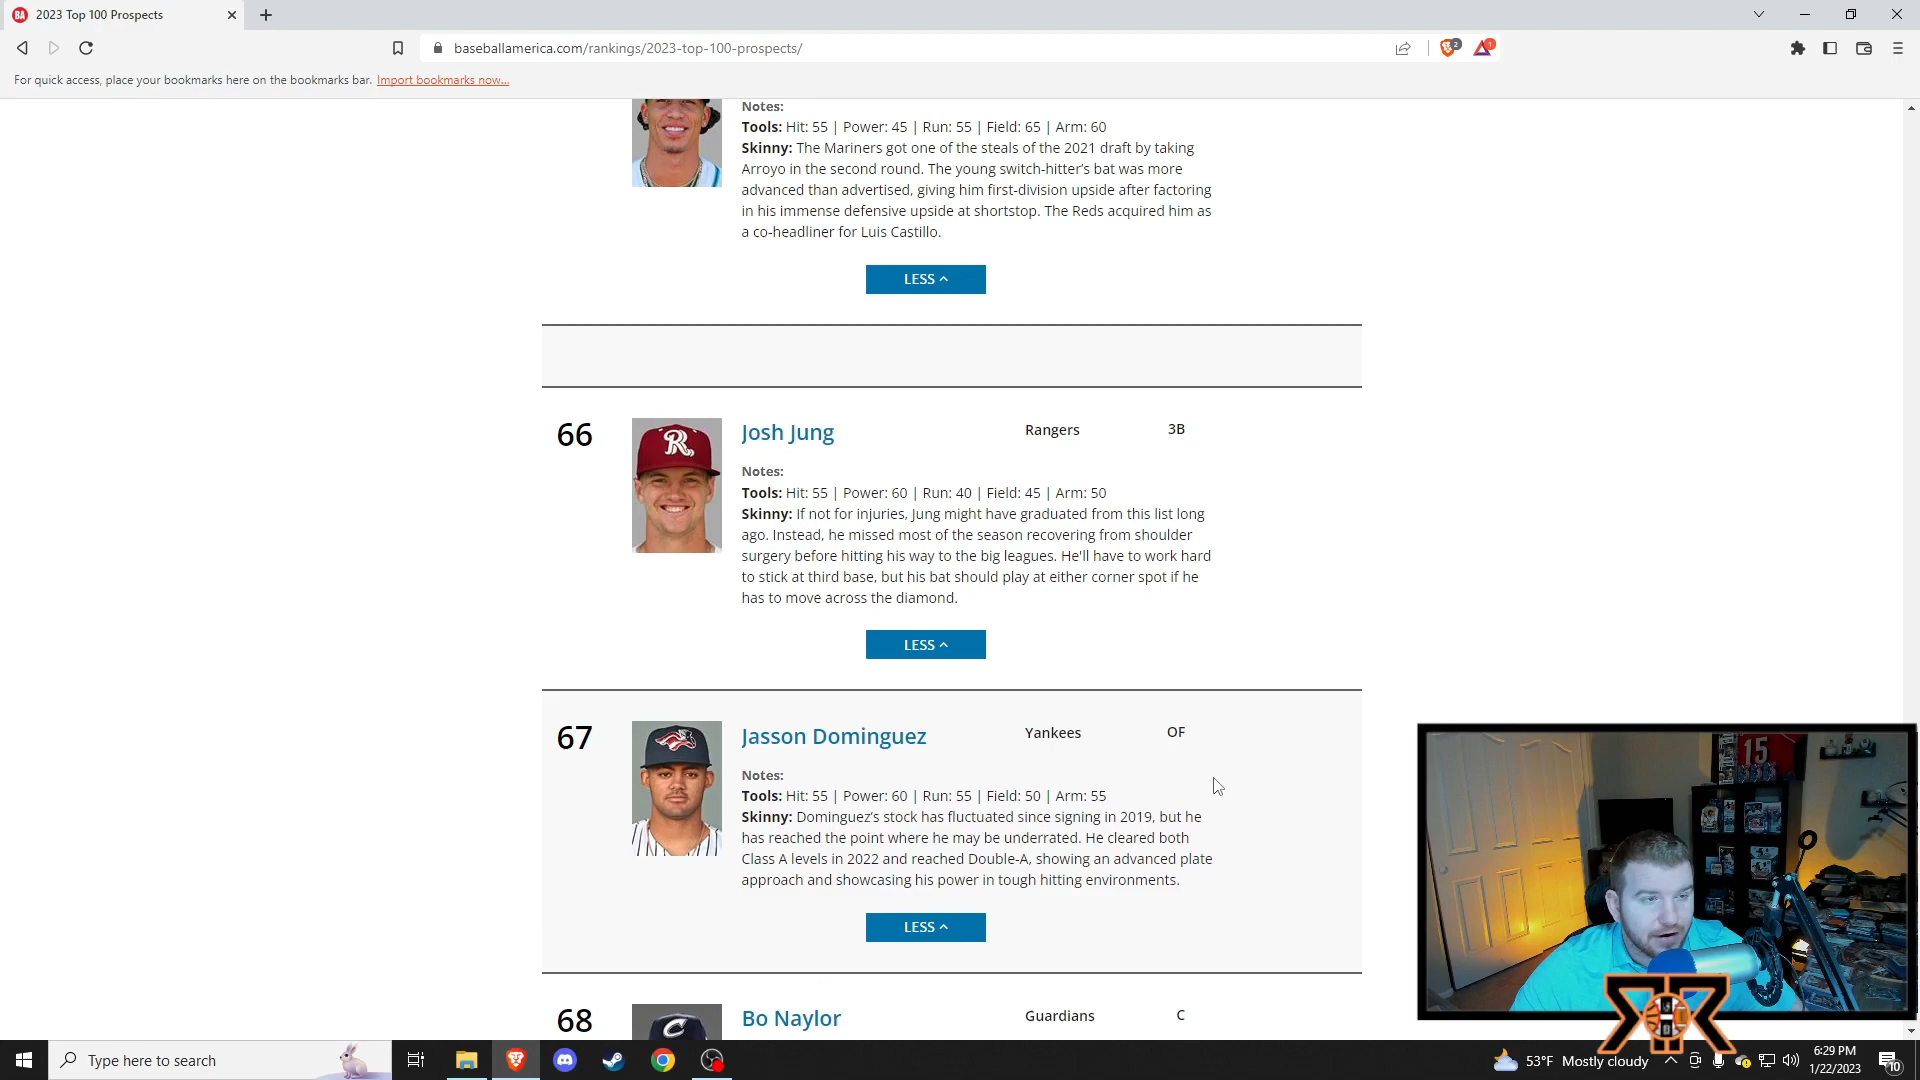 2023 Top 100 Prospects
baseballamerica.com/rankings/2023-top-100-prospects/
2
1
For quick access, place your bookmarks here on the bookmarks bar. Import bookmarks now...
Notes:
Tools: Hit: 55 | Power: 45 | Run: 55 | Field: 65 | Arm: 60
Skinny: The Mariners got one of the steals of the 2021 draft by taking
Arroyo in the second round. The young switch-hitter's bat was more
advanced than advertised, giving him first-division upside after factoring
in his immense defensive upside at shortstop. The Reds acquired him as
a co-headliner for Luis Castillo.
LESS
66
Josh Jung
Rangers
3B
R
Notes:
Tools: Hit: 55 | Power: 60 | Run: 40 | Field: 45 | Arm: 50
Skinny: If not for injuries, Jung might have graduated from this list long
ago. Instead, he missed most of the season recovering from shoulder
surgery before hitting his way to the big leagues. He'll have to work hard
to stick at third base, but his bat should play at either corner spot if he
has to move across the diamond.
LESS
67
Jasson Dominguez
Yankees
OF
Notes:
Tools: Hit: 55 | Power: 60 | Run: 55 | Field: 50 | Arm: 55
Skinny: Dominguez's stock has fluctuated since signing in 2019, but he
has reached the point where he may be underrated. He cleared both
Class A levels in 2022 and reached Double-A, showing an advanced plate
approach and showcasing his power in tough hitting environments.
LESS
15
68
Bo Naylor
Guardians
C
C
Type here to search
53°F Mostly cloudy
6:29 PM
1/22/2023
10